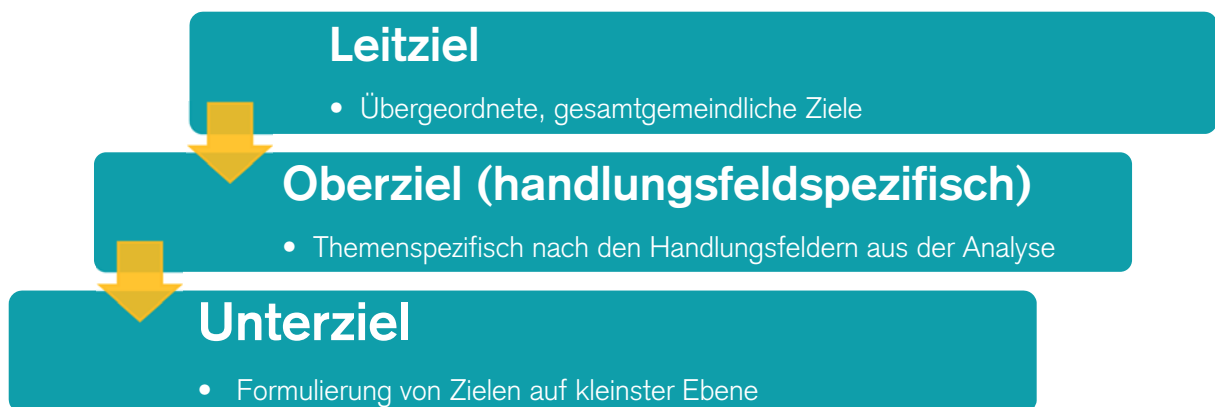 Leitziel
• Übergeordnete, gesamtgemeindliche Ziele
Oberziel (handlungsfeldspezifisch)
• Themenspezifisch nach den Handlungsfeldern aus der Analyse
Unterziel
• Formulierung von Zielen auf kleinster Ebene